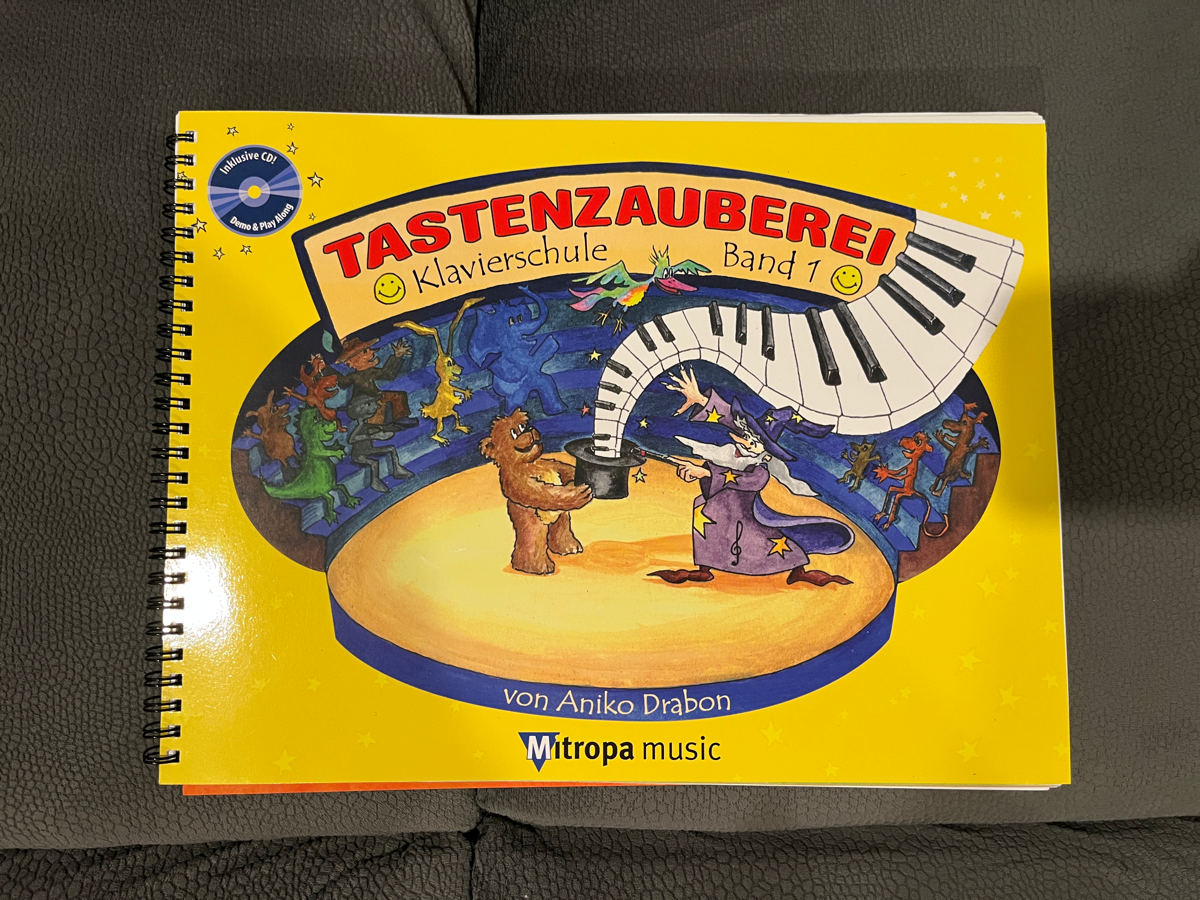 Inklusive CD!
Demo & Play Along
TASTENZAUBEREI
Klavierschule
Band 1
von Aniko Drabon
Mitropa music